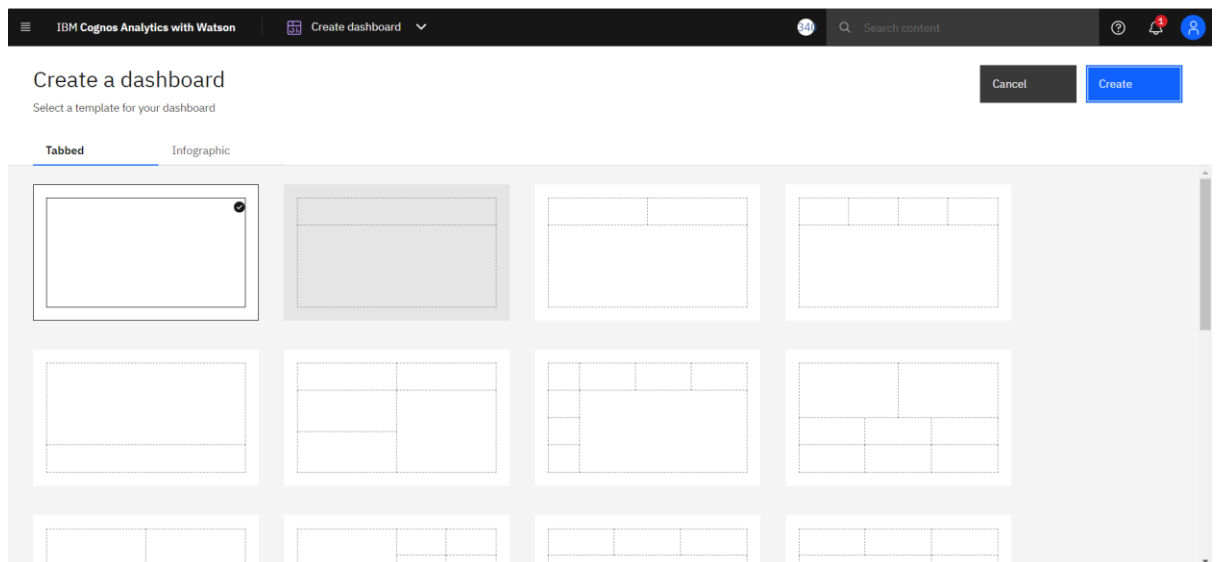 IBM Cognos Analytics with Watson
Create dashboard
Search content
1
Create a dashboard
Select a template for your dashboard
Cancel
Create
Tabbed
Infographic